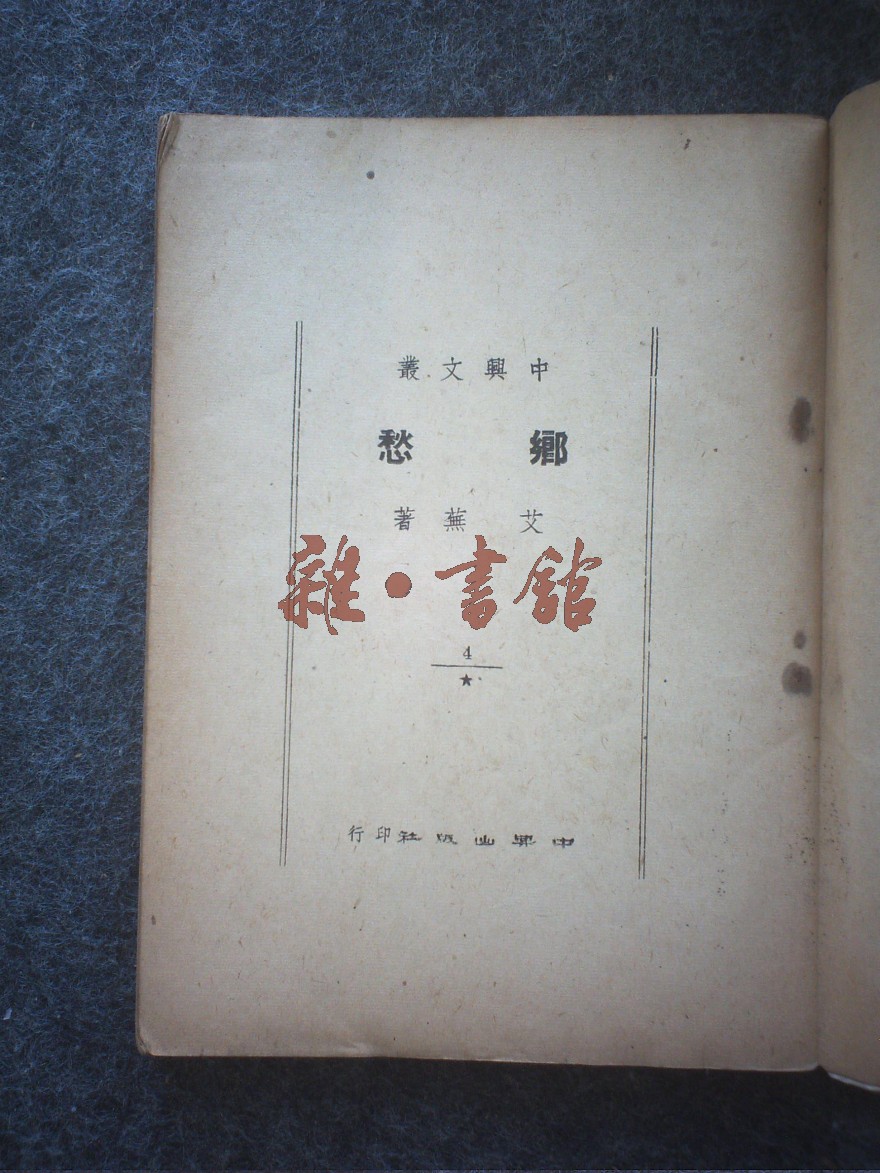 中興文叢
鄉愁
艾蕪著
雜·書館
4
★
中興出版社印行